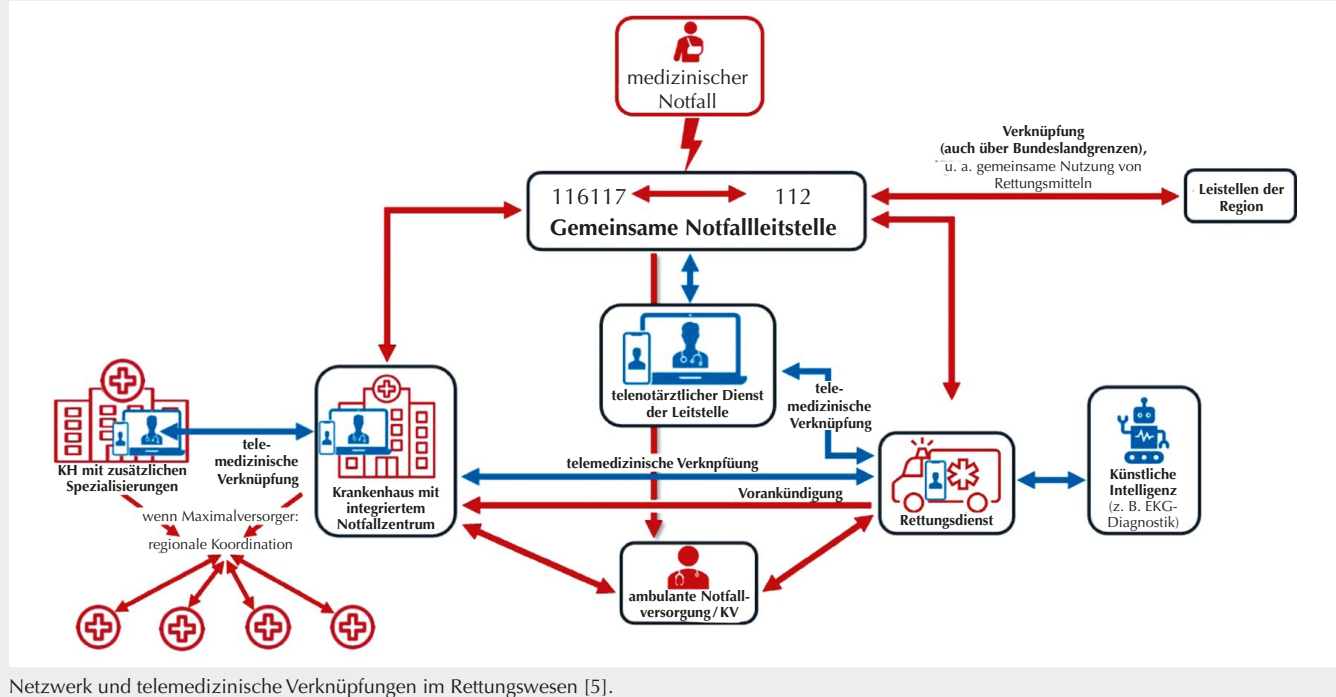 medizinischer
Notfall
Verknüpfung
(auch über Bundeslandgrenzen),
u. a. gemeinsame Nutzung von
Rettungsmitteln
116117
112
Gemeinsame Notfallleitstelle
Leistellen der
Region
telenotärztlicher Dienst
der Leitstelle
tele-
medizinische
Verknüpfung
KH mit zusätzlichen
Spezialisierungen
tele-
medizinische
Verknüpfung
Krankenhaus mit
integriertem
Notfallzentrum
telemedizinische Verknpfüung
Vorankündigung
Rettungsdienst
Künstliche
Intelligenz
(z. B. EKG-
Diagnostik)
wenn Maximalversorger:
regionale Koordination
ambulante Notfall-
versorgung / KV
Netzwerk und telemedizinische Verknüpfungen im Rettungswesen [5].